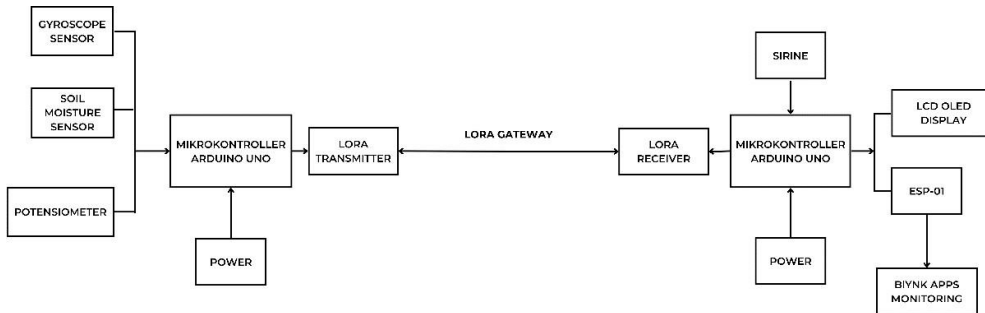 GYROSCOPE
SENSOR
SOIL
MOISTURE
SENSOR
POTENSIOMETER
MIKROKONTROLLER
ARDUINO UNO
POWER
LORA
TRANSMITTER
LORA GATEWAY
LORA
RECEIVER
SIRINE
MIKROKONTROLLER
ARDUINO UNO
POWER
LCD OLED
DISPLAY
ESP-01
BIYNK APPS
MONITORING